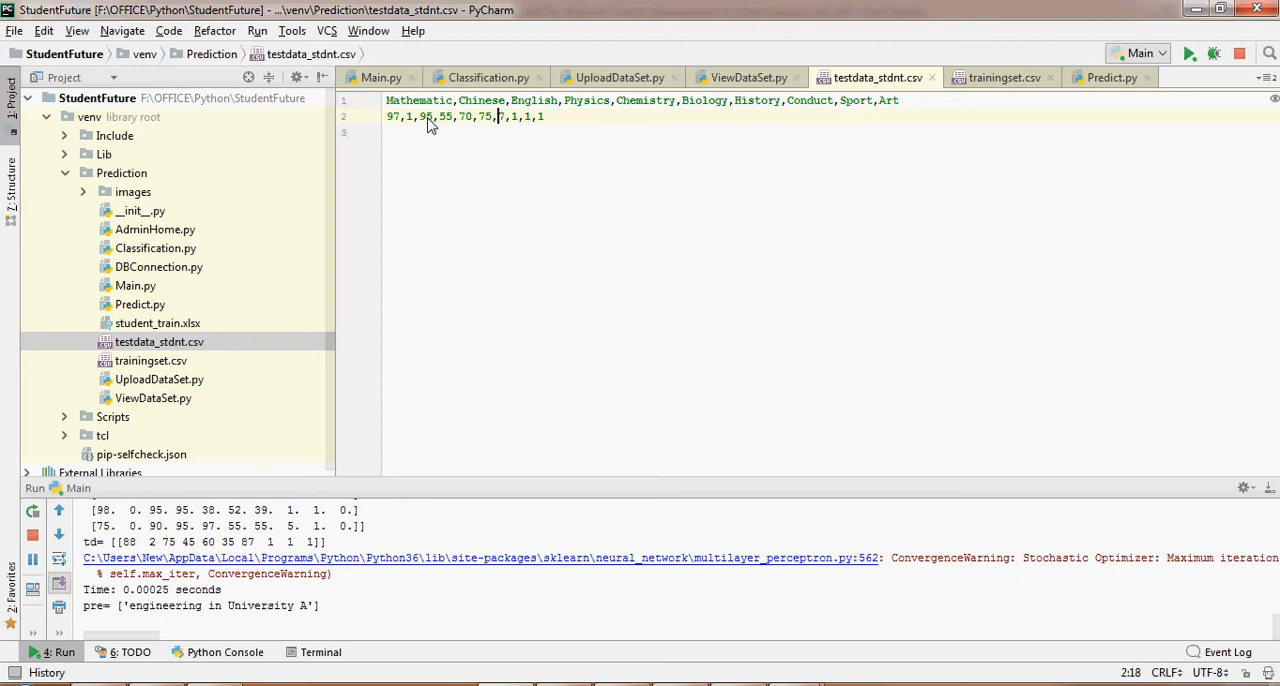 StudentFuture [F:\OFFICE\Python\StudentFuture] - ...\venv\Prediction\testdata_stdnt.csv - PyCharm
File Edit View Navigate Code Refactor Run Tools VCS Window Help
StudentFuture venv Prediction testdata_stdnt.csv Main
Project Main.py Classification.py UploadDataSet.py ViewDataSet.py testdata_stdnt.csv trainingset.csv Predict.py
1: Project
Z: Structure
2: Favorites
StudentFuture F:\OFFICE\Python\StudentFuture
venv library root
Include
Lib
Prediction
images
__init__.py
AdminHome.py
Classification.py
DBConnection.py
Main.py
Predict.py
student_train.xlsx
testdata_stdnt.csv
trainingset.csv
UploadDataSet.py
ViewDataSet.py
Scripts
tcl
pip-selfcheck.json
External Libraries
1 Mathematic,Chinese,English,Physics,Chemistry,Biology,History,Conduct,Sport,Art
2 97,1,95,55,70,75,7,1,1,1
3
Run Main
[98. 0. 95. 95. 38. 52. 39. 1. 1. 0.]
[75. 0. 90. 95. 97. 55. 55. 5. 1. 0.]]
td= [[88 2 75 45 60 35 87 1 1 1]]
C:\Users\New\AppData\Local\Programs\Python\Python36\lib\site-packages\sklearn\neural_network\multilayer_perceptron.py:562: ConvergenceWarning: Stochastic Optimizer: Maximum iteration
% self.max_iter, ConvergenceWarning)
Time: 0.00025 seconds
pre= ['engineering in University A']
4: Run 6: TODO Python Console Terminal Event Log
History 2:18 CRLF UTF-8